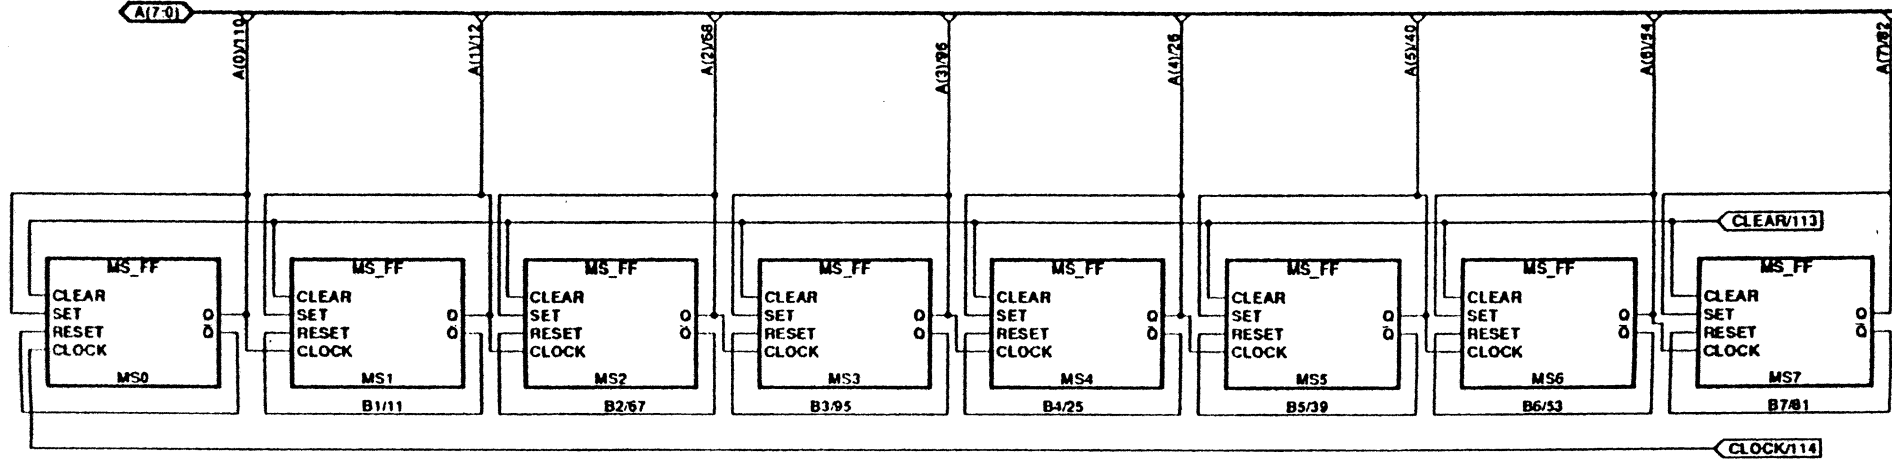 A(7:0)
A(0)/110
A(1)/12
A(2)/68
A(3)/96
A(4)/26
A(5)/40
A(6)/54
A(7)/82
CLEAR/113
MS_FF
CLEAR
SET
RESET
CLOCK
Q
Q̅
MS0
MS_FF
CLEAR
SET
RESET
CLOCK
Q
Q̅
MS1
B1/11
MS_FF
CLEAR
SET
RESET
CLOCK
Q
Q̅
MS2
B2/67
MS_FF
CLEAR
SET
RESET
CLOCK
Q
Q̅
MS3
B3/95
MS_FF
CLEAR
SET
RESET
CLOCK
Q
Q̅
MS4
B4/25
MS_FF
CLEAR
SET
RESET
CLOCK
Q
Q̅
MS5
B5/39
MS_FF
CLEAR
SET
RESET
CLOCK
Q
Q̅
MS6
B6/53
MS_FF
CLEAR
SET
RESET
CLOCK
Q
Q̅
MS7
B7/81
CLOCK/114